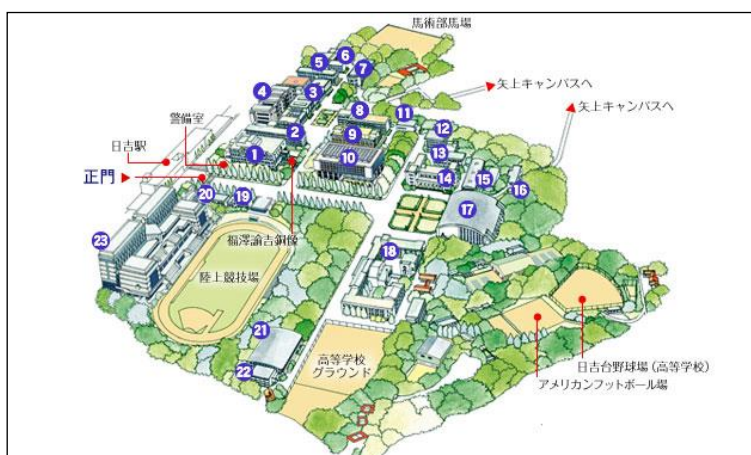 馬術部馬場
6
5
7
4
3
矢上キャンパスへ
8
11
矢上キャンパスへ
警備室
2
9
12
日吉駅
1
10
13
正門
14
15
16
20
19
17
福澤諭吉銅像
23
18
陸上競技場
21
高等学校
グラウンド
22
日吉台野球場(高等学校)
アメリカンフットボール場